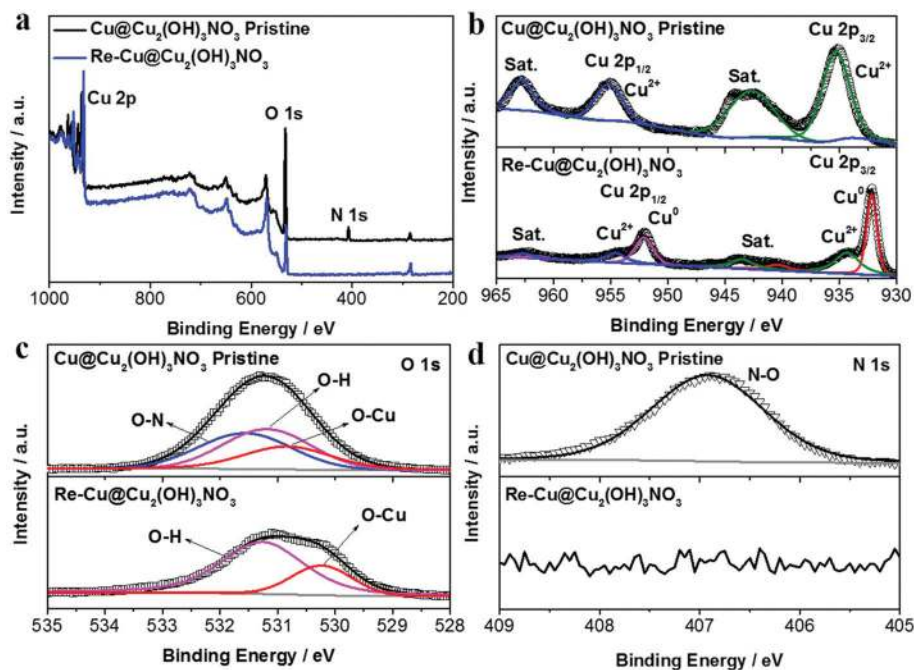 a
Cu@Cu₂(OH)₃NO₃ Pristine
Re-Cu@Cu₂(OH)₃NO₃
Cu 2p
O 1s
N 1s
Intensity / a.u.
1000 800 600 400 200
Binding Energy / eV
b
Cu@Cu₂(OH)₃NO₃ Pristine
Cu 2p₃/₂
Sat.
Cu 2p₁/₂
Cu²⁺
Sat.
Cu²⁺
Re-Cu@Cu₂(OH)₃NO₃
Cu 2p₃/₂
Cu 2p₁/₂
Cu⁰
Sat.
Cu²⁺
Cu⁰
Sat.
Cu²⁺
Intensity / a.u.
965 960 955 950 945 940 935 930
Binding Energy / eV
c
Cu@Cu₂(OH)₃NO₃ Pristine
O 1s
O-H
O-N
O-Cu
Re-Cu@Cu₂(OH)₃NO₃
O-Cu
O-H
Intensity / a.u.
535 534 533 532 531 530 529 528
Binding Energy / eV
d
Cu@Cu₂(OH)₃NO₃ Pristine
N 1s
N-O
Re-Cu@Cu₂(OH)₃NO₃
Intensity / a.u.
409 408 407 406 405
Binding Energy / eV